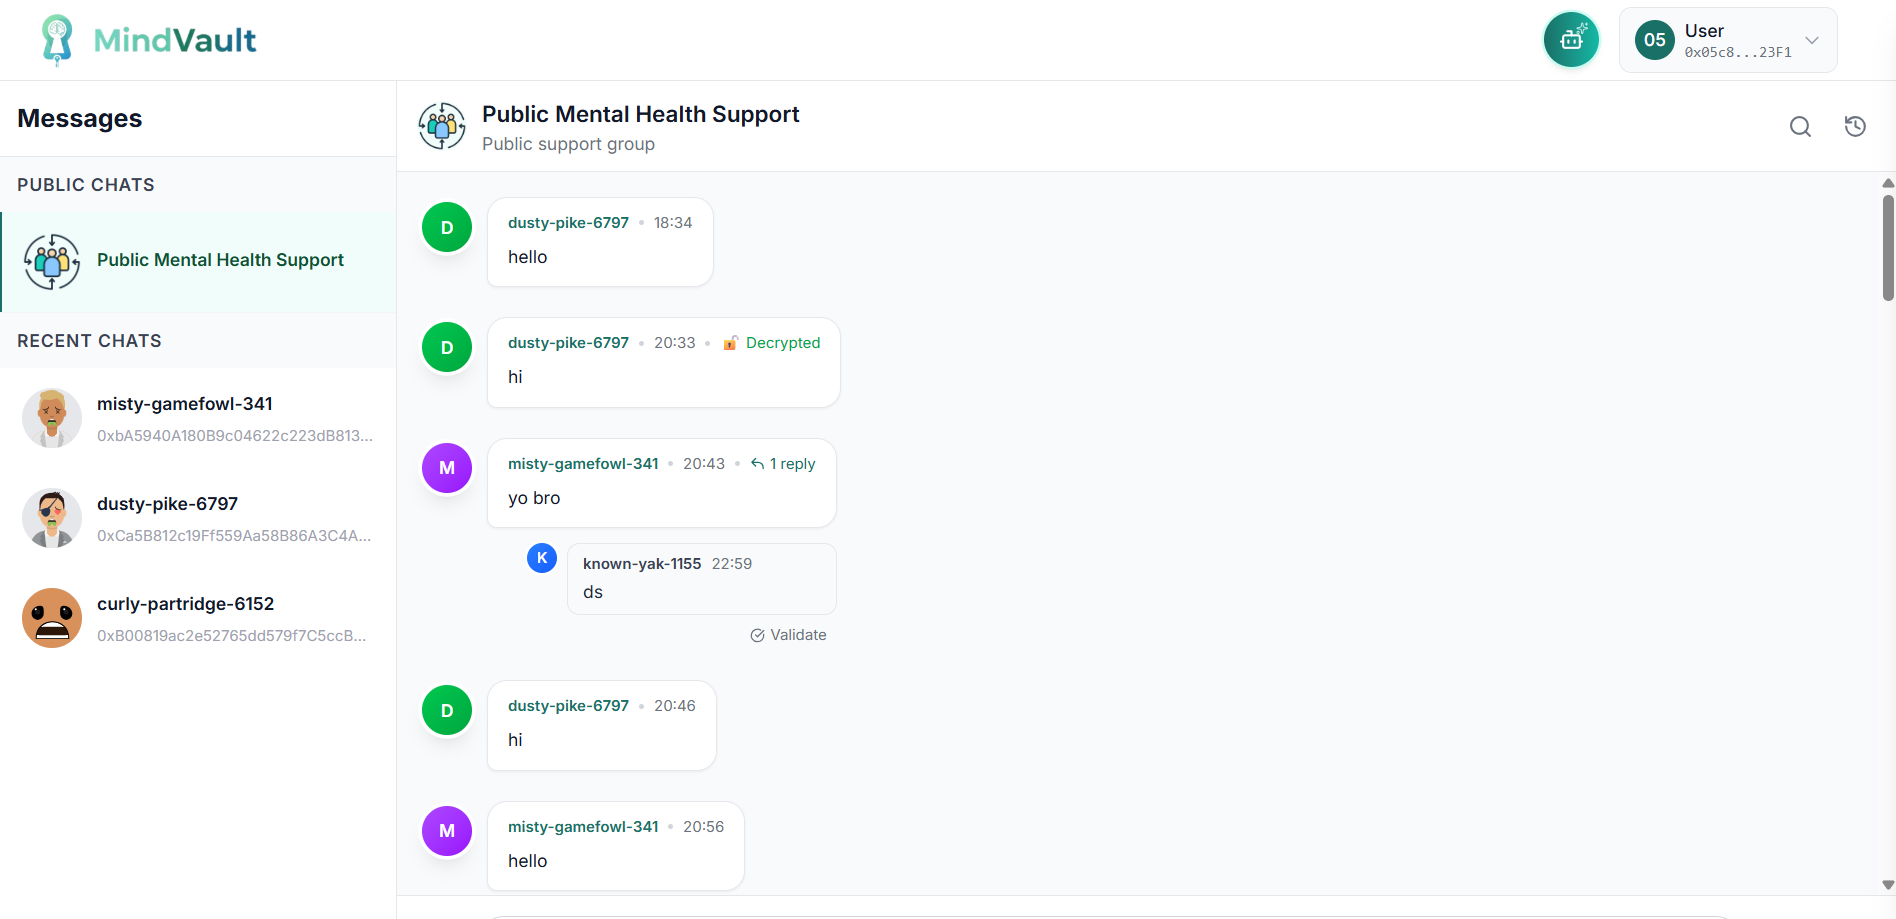 MindVault
05
User
0x05c8...23F1
Messages
PUBLIC CHATS
Public Mental Health Support
RECENT CHATS
misty-gamefowl-341
0xbA5940A180B9c04622c223dB813...
dusty-pike-6797
0xCa5B812c19Ff559Aa58B86A3C4A...
curly-partridge-6152
0xB00819ac2e52765dd579f7C5ccB...
Public Mental Health Support
Public support group
D
dusty-pike-6797 • 18:34
hello
D
dusty-pike-6797 • 20:33 • Decrypted
hi
M
misty-gamefowl-341 • 20:43 • 1 reply
yo bro
K
known-yak-1155 22:59
ds
Validate
D
dusty-pike-6797 • 20:46
hi
M
misty-gamefowl-341 • 20:56
hello